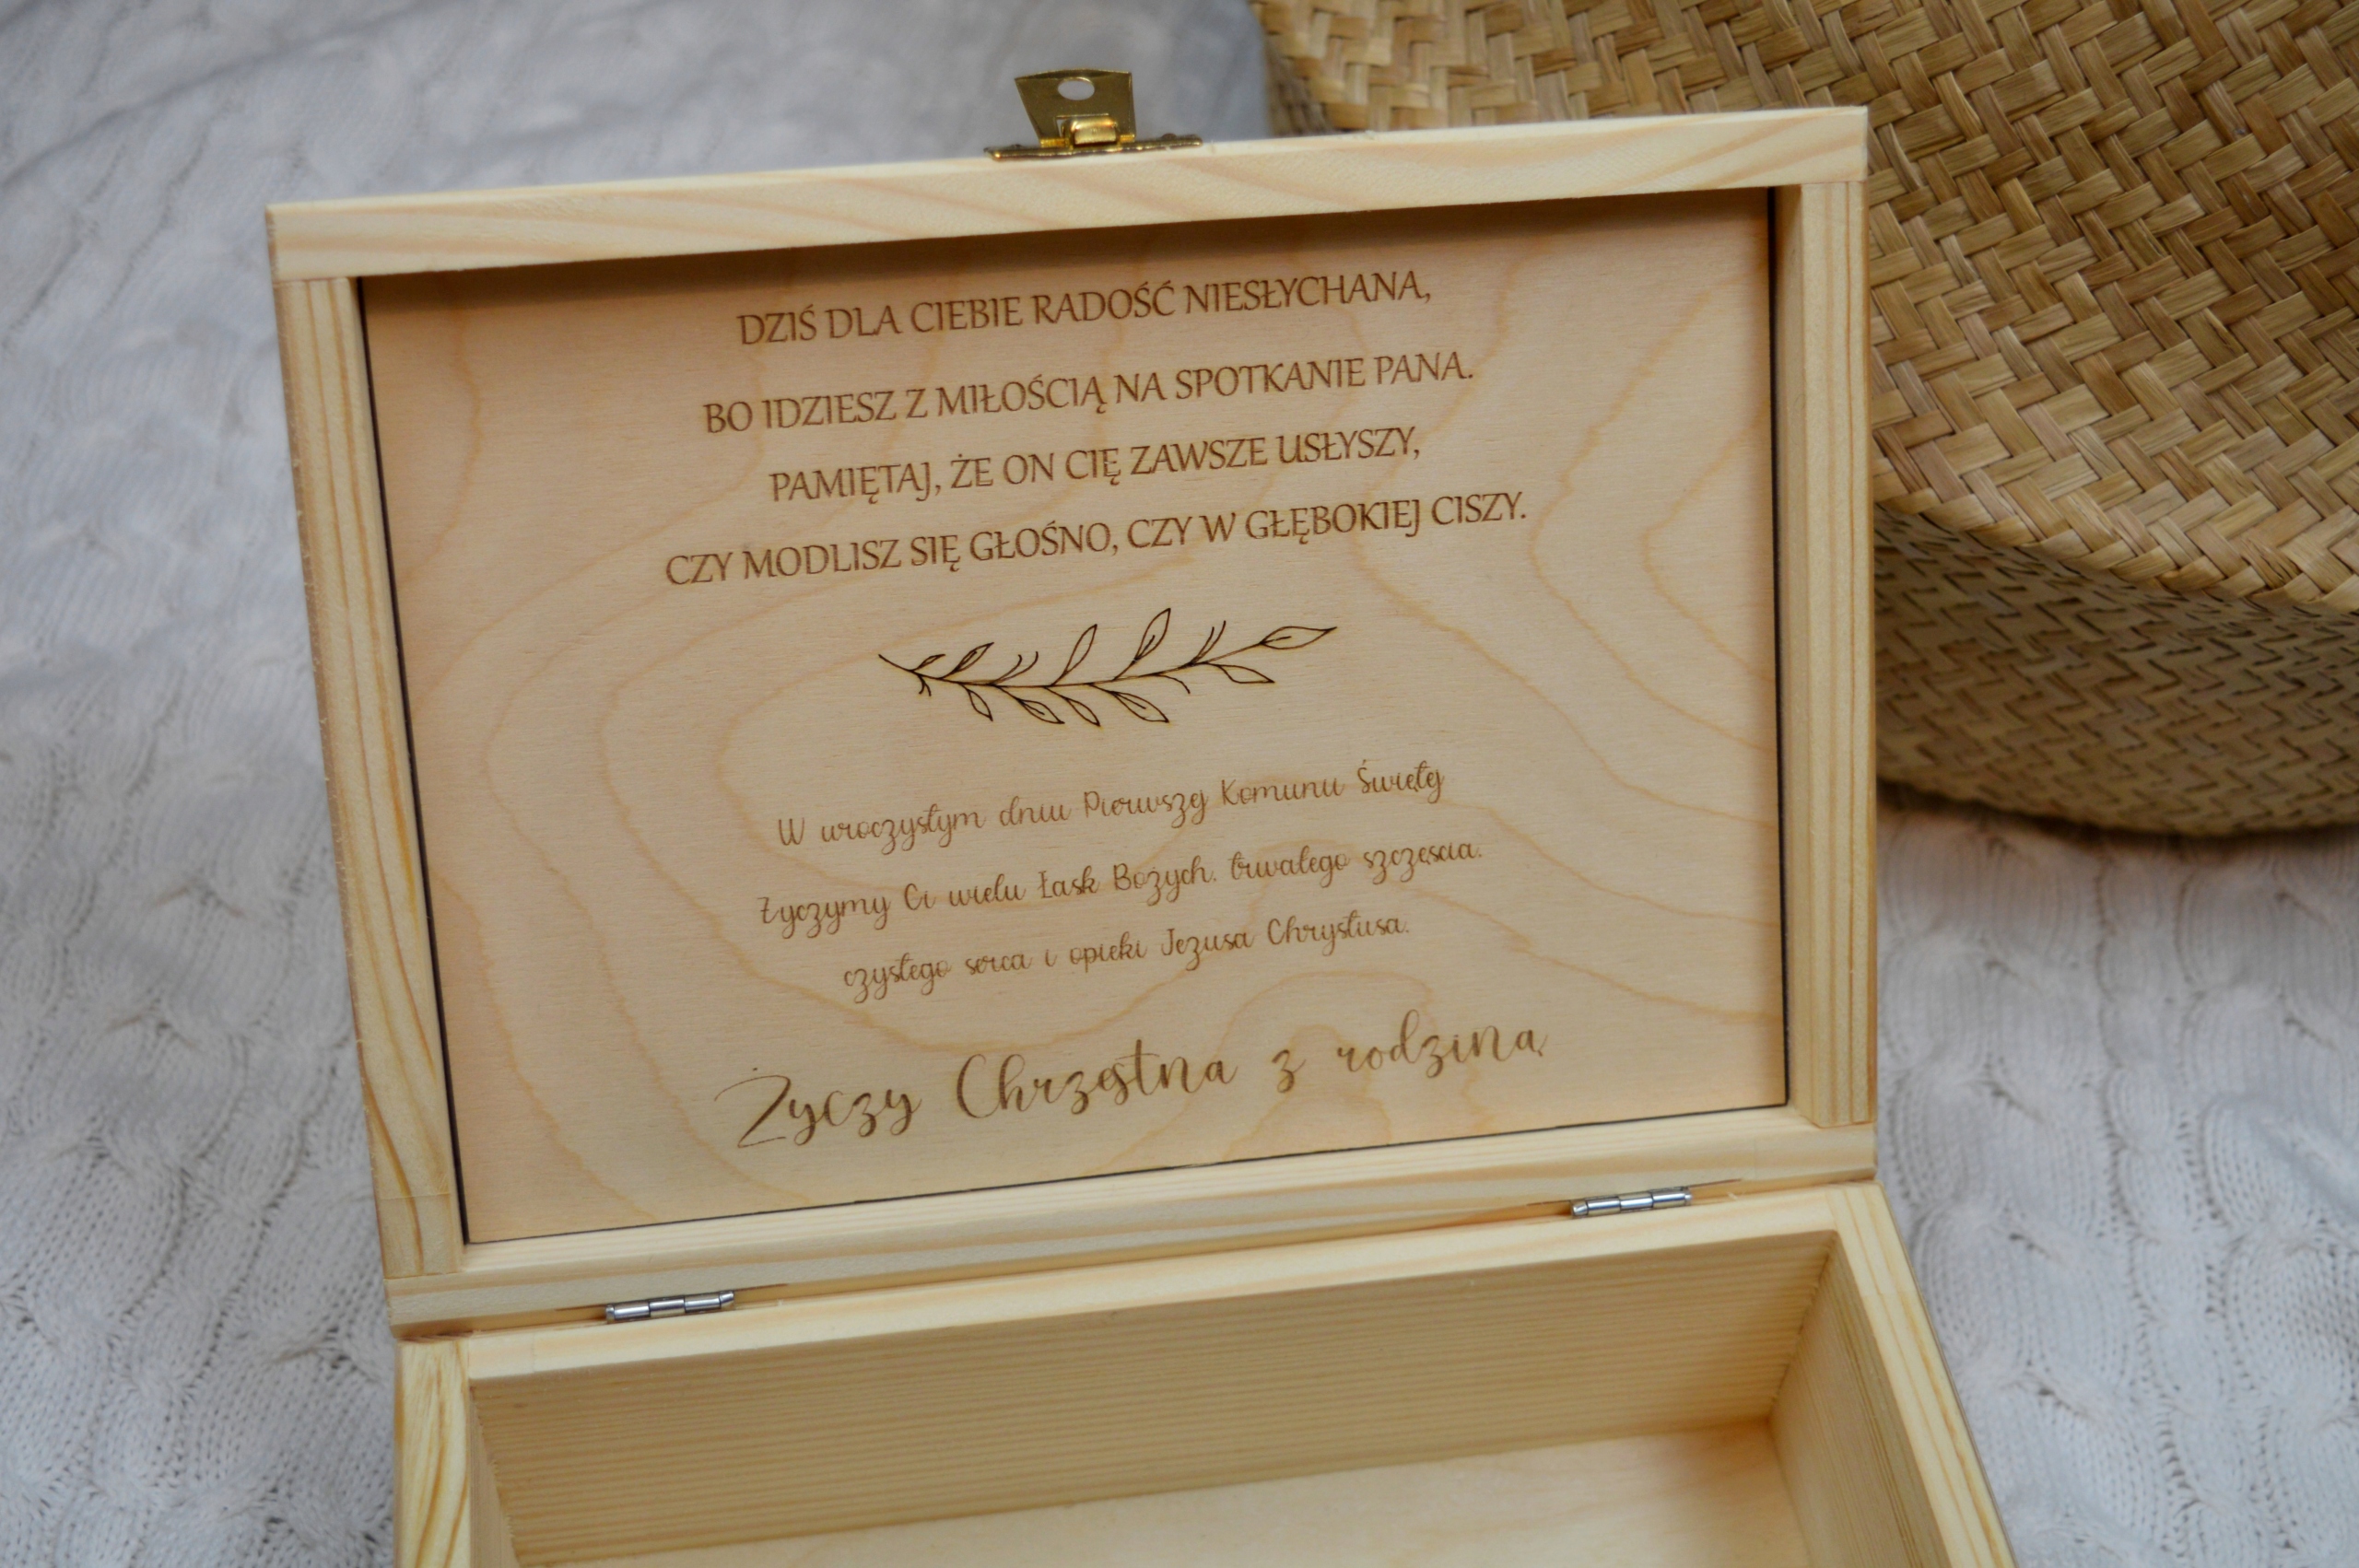 DZIŚ DLA CIEBIE RADOŚĆ NIESŁYCHANA,
BO IDZIESZ Z MIŁOŚCIĄ NA SPOTKANIE PANA.
PAMIĘTAJ, ŻE ON CIĘ ZAWSZE USŁYSZY,
CZY MODLISZ SIĘ GŁOŚNO, CZY W GŁĘBOKIEJ CISZY.
W uroczystym dniu Pierwszej Komunii Świętej
Życzymy Ci wielu Łask Bożych, trwałego szczęścia,
czystego serca i opieki Jezusa Chrystusa.
Życzy Chrzestna z rodziną